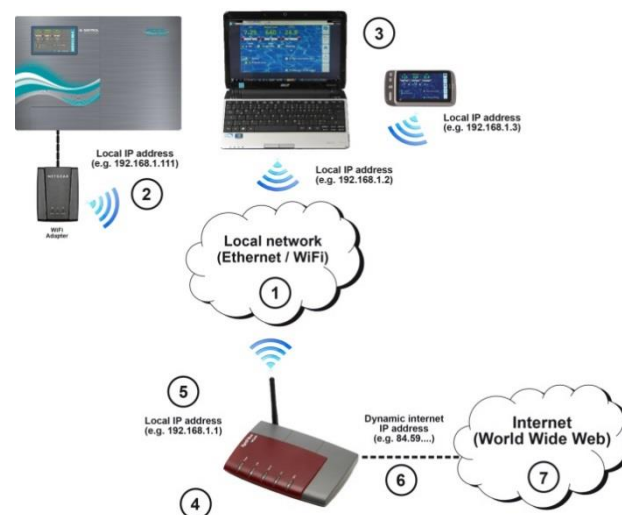 3
Local IP address
(e.g. 192.168.1.3)
Local IP address
(e.g. 192.168.1.111)
2
NETGEAR
WiFi
Adapter
Local IP address
(e.g. 192.168.1.2)
Local network
(Ethernet / WiFi)
1
5
Local IP address
(e.g. 192.168.1.1)
Dynamic internet
IP address
(e.g. 84.59....)
6
Internet
(World Wide Web)
7
4